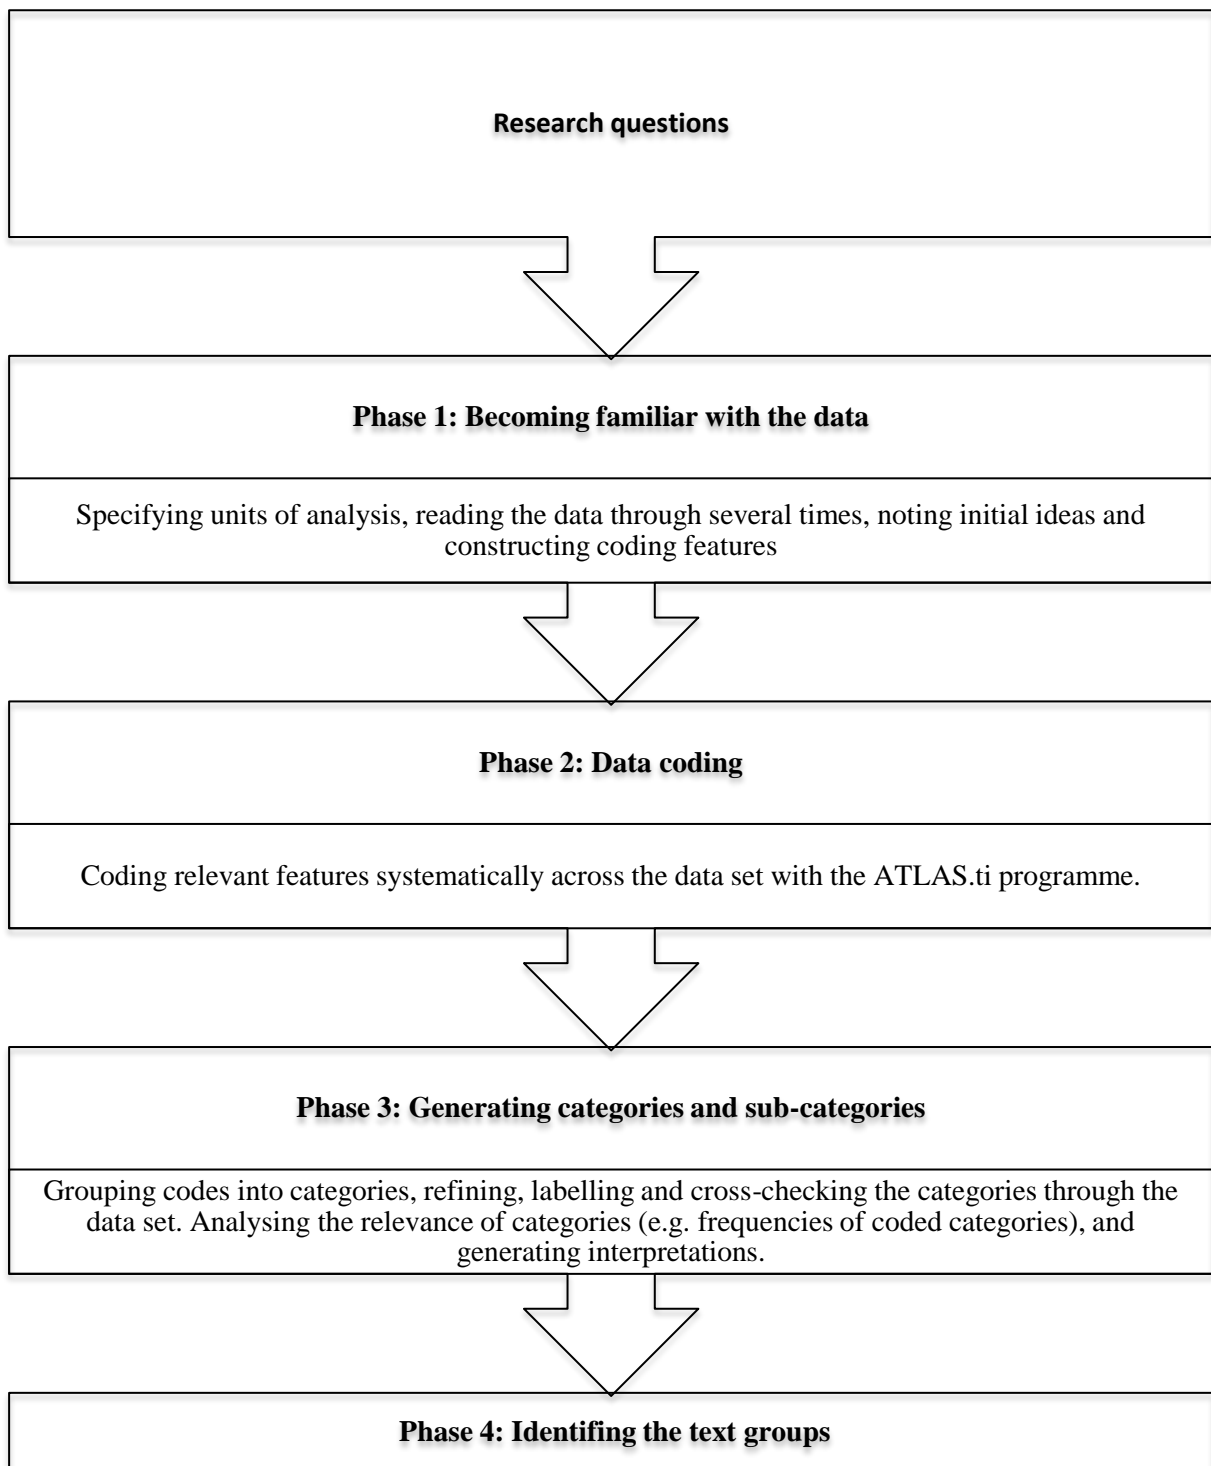 Research questions
Phase 1: Becoming familiar with the data
Specifying units of analysis, reading the data through several times, noting initial ideas and
constructing coding features
Phase 2: Data coding
Coding relevant features systematically across the data set with the ATLAS.ti programme.
Phase 3: Generating categories and sub-categories
Grouping codes into categories, refining, labelling and cross-checking the categories through the
data set. Analysing the relevance of categories (e.g. frequencies of coded categories), and
generating interpretations.
Phase 4: Identifing the text groups